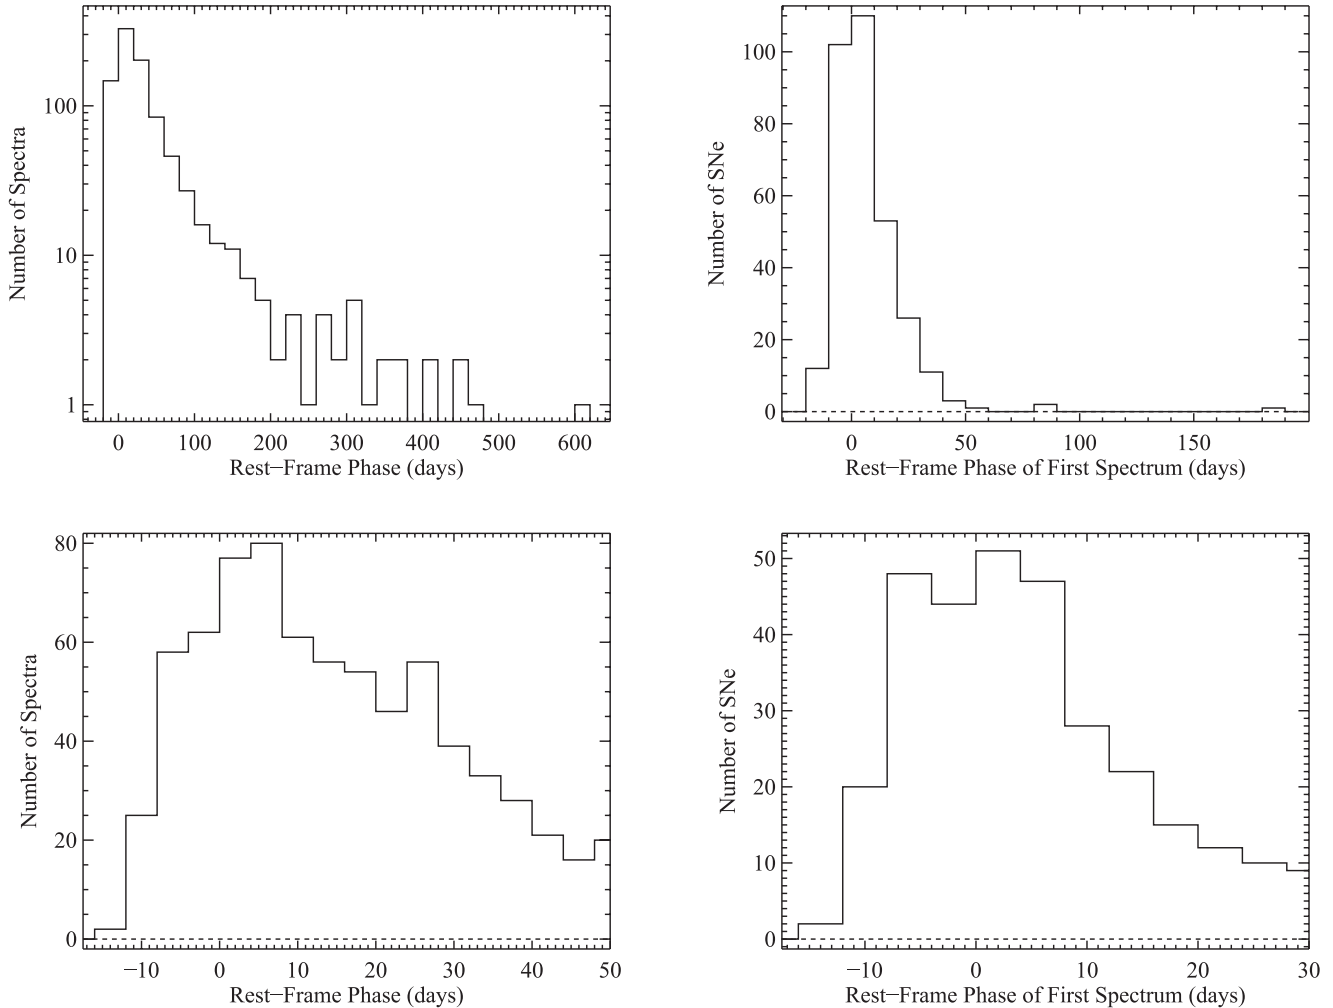 100
10
1
0 100 200 300 400 500 600
Rest−Frame Phase (days)
Number of Spectra
100
80
60
40
20
0
0 50 100 150
Rest−Frame Phase of First Spectrum (days)
Number of SNe
80
60
40
20
0
−10 0 10 20 30 40 50
Rest−Frame Phase (days)
Number of Spectra
50
40
30
20
10
0
−10 0 10 20 30
Rest−Frame Phase of First Spectrum (days)
Number of SNe